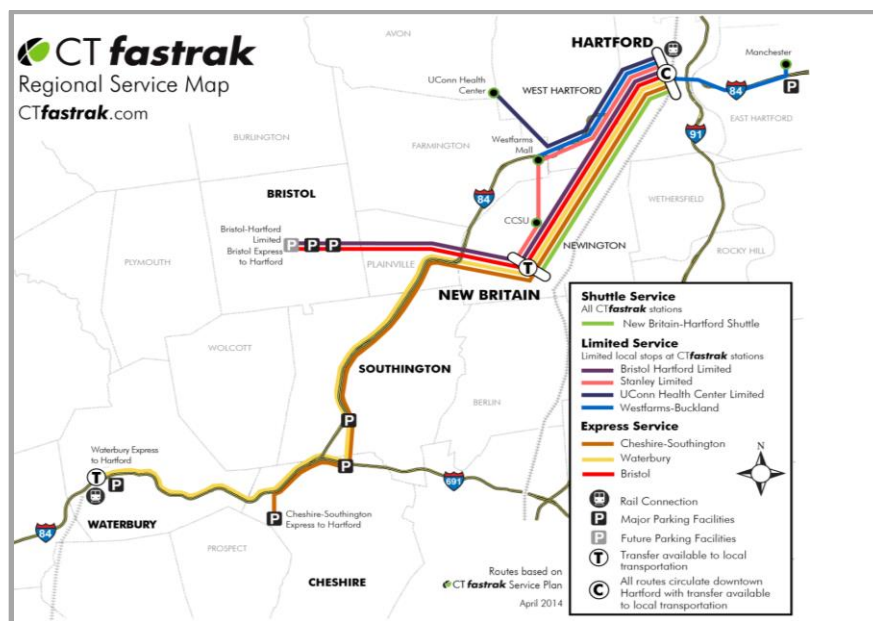 CT fastrak
Regional Service Map
CTfastrak.com
AVON
HARTFORD
Manchester
UConn Health
Center
WEST HARTFORD
C
84
P
EAST HARTFORD
91
BURLINGTON
FARMINGTON
Westfarms
Mall
84
WETHERSFIELD
BRISTOL
CCSU
Bristol-Hartford
Limited
Bristol Express
to Hartford
P P P
NEWINGTON
ROCKY HILL
PLYMOUTH
PLAINVILLE
T
NEW BRITAIN
WOLCOTT
SOUTHINGTON
BERLIN
P
Waterbury Express
to Hartford
P
T
P
691
84
WATERBURY
P
Cheshire-Southington
Express to Hartford
PROSPECT
CHESHIRE
Routes based on
CTfastrak Service Plan
April 2014
Shuttle Service
All CTfastrak stations
New Britain-Hartford Shuttle
Limited Service
Limited local stops at CTfastrak stations
Bristol Hartford Limited
Stanley Limited
UConn Health Center Limited
Westfarms-Buckland
Express Service
Cheshire-Southington
Waterbury
Bristol
N
Rail Connection
P Major Parking Facilities
P Future Parking Facilities
T Transfer available to local
transportation
C All routes circulate downtown
Hartford with transfer available
to local transportation